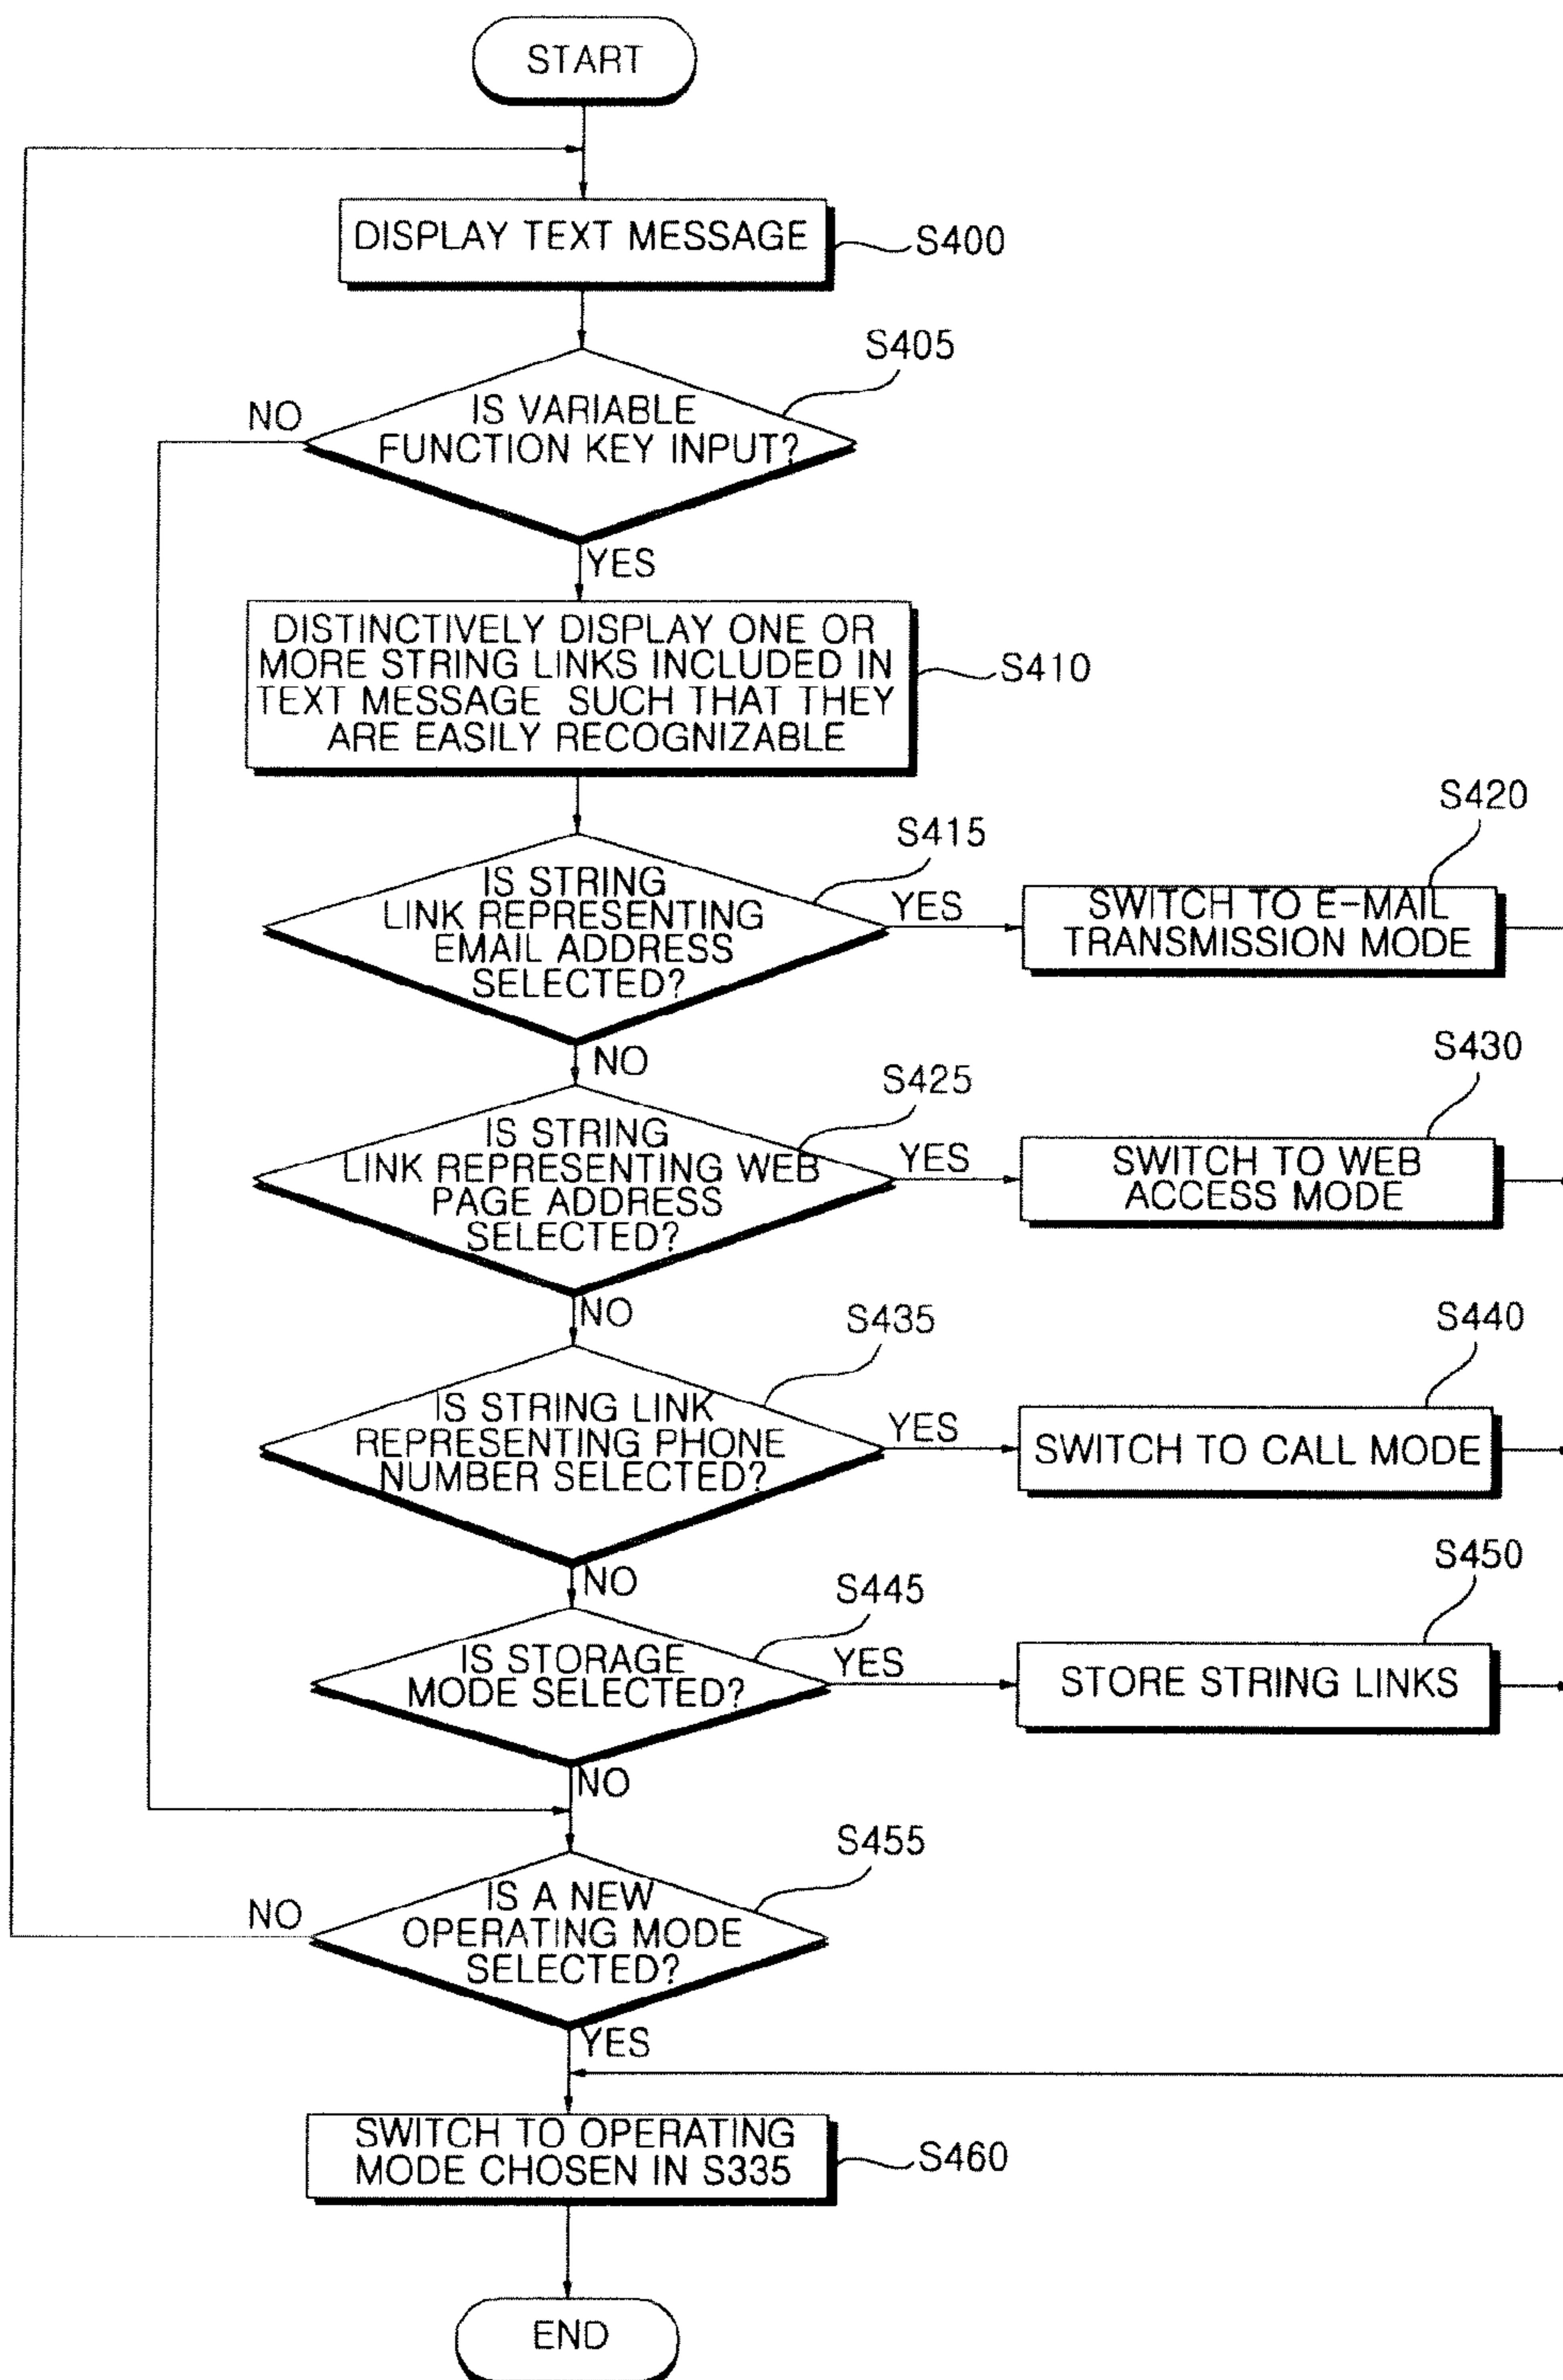 START
DISPLAY TEXT MESSAGE
S400
S405
IS VARIABLE
FUNCTION KEY INPUT?
NO
YES
DISTINCTIVELY DISPLAY ONE OR
MORE STRING LINKS INCLUDED IN
TEXT MESSAGE SUCH THAT THEY
ARE EASILY RECOGNIZABLE
S410
S415
IS STRING
LINK REPRESENTING
EMAIL ADDRESS
SELECTED?
YES
S420
SWITCH TO E-MAIL
TRANSMISSION MODE
NO
S425
IS STRING
LINK REPRESENTING WEB
PAGE ADDRESS
SELECTED?
YES
S430
SWITCH TO WEB
ACCESS MODE
NO
S435
IS STRING LINK
REPRESENTING PHONE
NUMBER SELECTED?
YES
S440
SWITCH TO CALL MODE
NO
S445
IS STORAGE
MODE SELECTED?
YES
S450
STORE STRING LINKS
NO
S455
IS A NEW
OPERATING MODE
SELECTED?
NO
YES
SWITCH TO OPERATING
MODE CHOSEN IN S335
S460
END